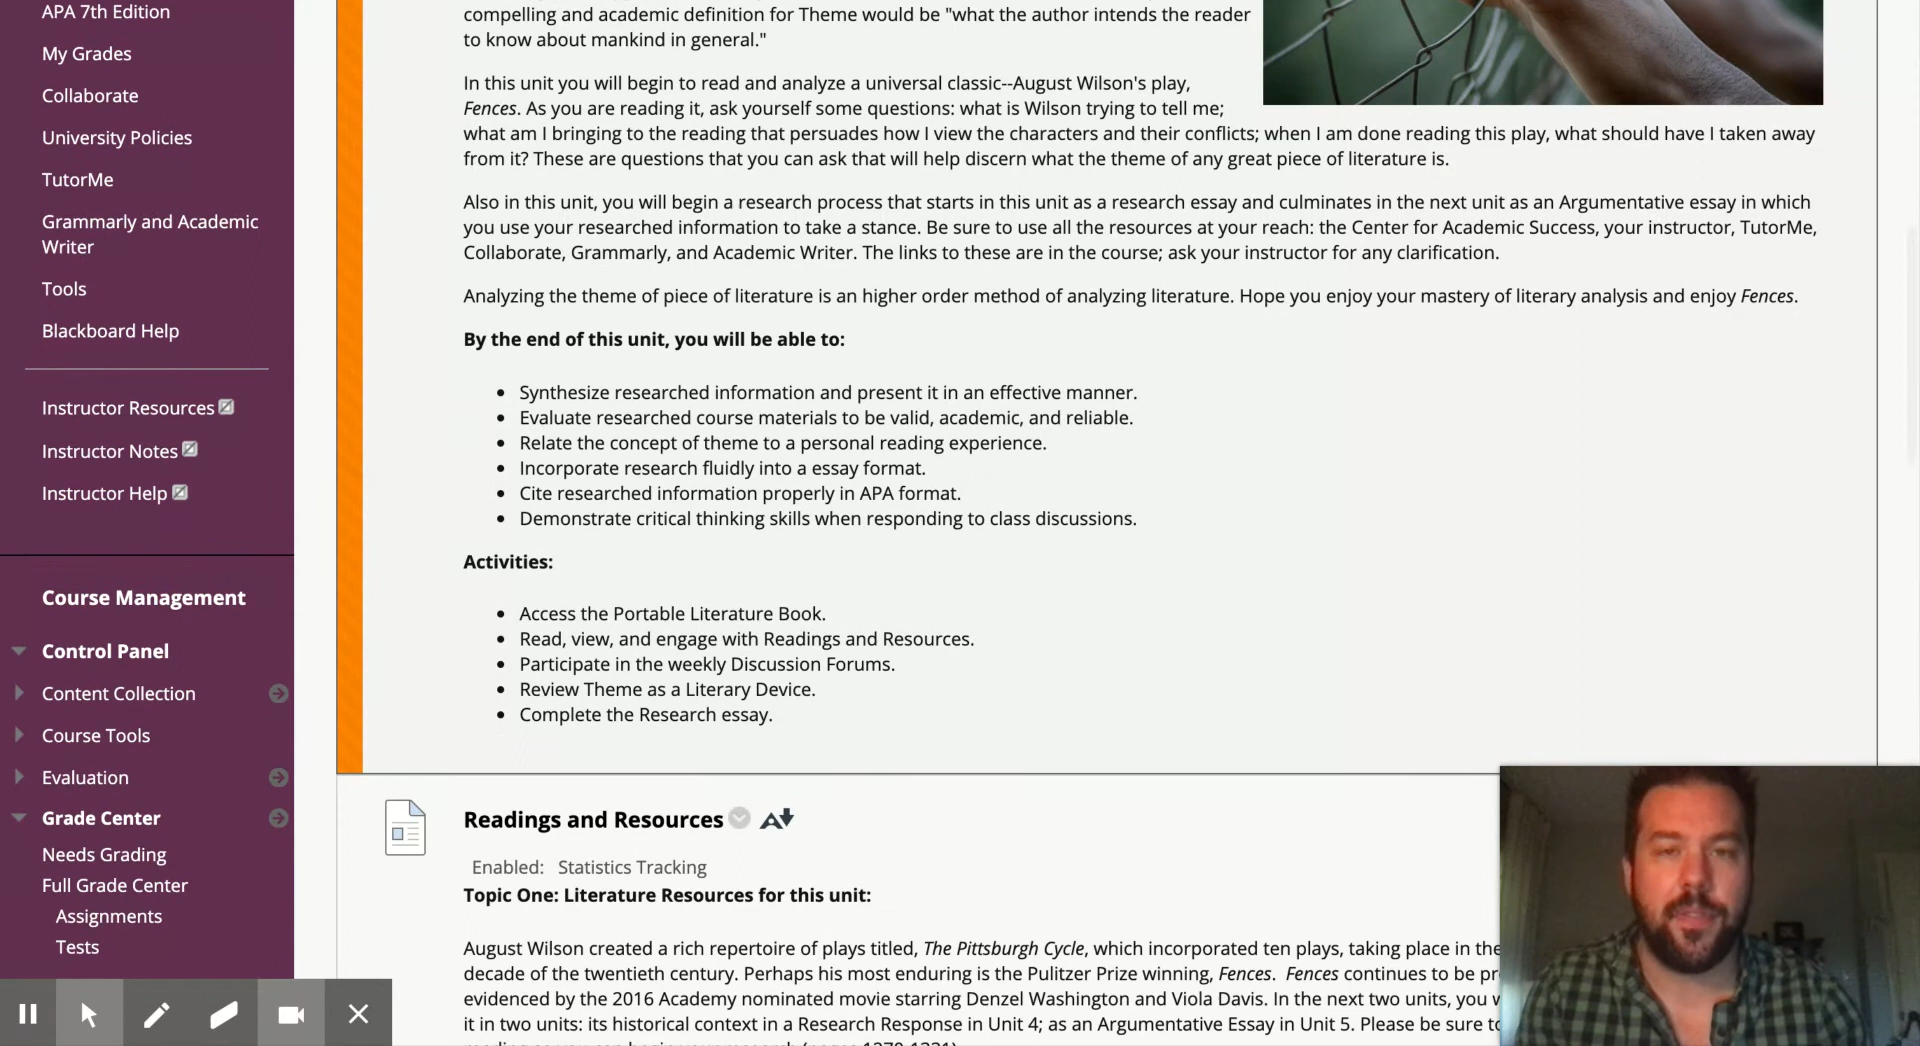 APA 7th Edition
My Grades
Collaborate
University Policies
TutorMe
Grammarly and Academic
Writer
Tools
Blackboard Help
Instructor Resources
Instructor Notes
Instructor Help
Course Management
Control Panel
Content Collection
Course Tools
Evaluation
Grade Center
Needs Grading
Full Grade Center
Assignments
Tests
compelling and academic definition for Theme would be "what the author intends the reader
to know about mankind in general."
In this unit you will begin to read and analyze a universal classic--August Wilson's play,
Fences. As you are reading it, ask yourself some questions: what is Wilson trying to tell me;
what am I bringing to the reading that persuades how I view the characters and their conflicts; when I am done reading this play, what should have I taken away
from it? These are questions that you can ask that will help discern what the theme of any great piece of literature is.
Also in this unit, you will begin a research process that starts in this unit as a research essay and culminates in the next unit as an Argumentative essay in which
you use your researched information to take a stance. Be sure to use all the resources at your reach: the Center for Academic Success, your instructor, TutorMe,
Collaborate, Grammarly, and Academic Writer. The links to these are in the course; ask your instructor for any clarification.
Analyzing the theme of piece of literature is an higher order method of analyzing literature. Hope you enjoy your mastery of literary analysis and enjoy Fences.
By the end of this unit, you will be able to:
• Synthesize researched information and present it in an effective manner.
• Evaluate researched course materials to be valid, academic, and reliable.
• Relate the concept of theme to a personal reading experience.
• Incorporate research fluidly into a essay format.
• Cite researched information properly in APA format.
• Demonstrate critical thinking skills when responding to class discussions.
Activities:
• Access the Portable Literature Book.
• Read, view, and engage with Readings and Resources.
• Participate in the weekly Discussion Forums.
• Review Theme as a Literary Device.
• Complete the Research essay.
Readings and Resources
Enabled: Statistics Tracking
Topic One: Literature Resources for this unit:
August Wilson created a rich repertoire of plays titled, The Pittsburgh Cycle, which incorporated ten plays, taking place in the
decade of the twentieth century. Perhaps his most enduring is the Pulitzer Prize winning, Fences. Fences continues to be
evidenced by the 2016 Academy nominated movie starring Denzel Washington and Viola Davis. In the next two units, you
it in two units: its historical context in a Research Response in Unit 4; as an Argumentative Essay in Unit 5. Please be sure